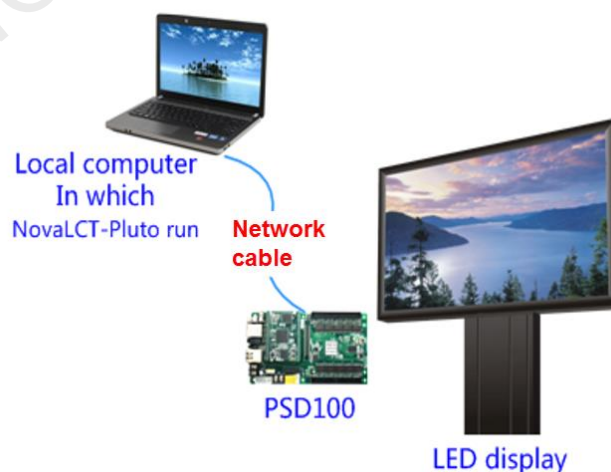 Local computer
In which
NovaLCT-Pluto run
Network
cable
PSD100
LED display